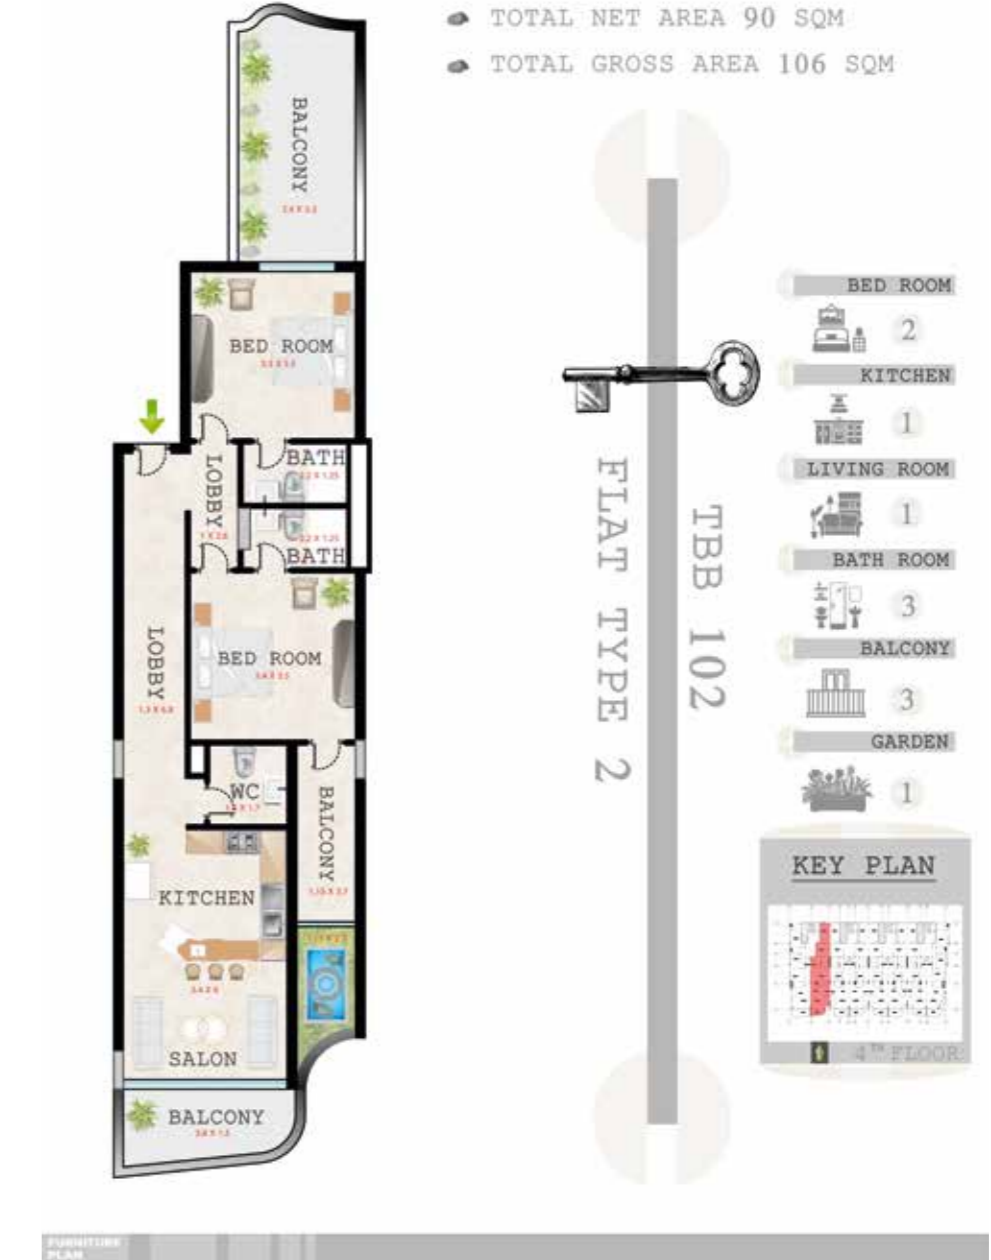 TOTAL NET AREA 90 SQM
TOTAL GROSS AREA 106 SQM
BALCONY
BED ROOM
BATH
LOBBY
BATH
BED ROOM
LOBBY
WC
BALCONY
KITCHEN
SALON
BALCONY
FLAT TYPE 2
TBB 102
BED ROOM
2
KITCHEN
1
LIVING ROOM
1
BATH ROOM
3
BALCONY
3
GARDEN
1
KEY PLAN
4TH FLOOR
FURNITURE
PLAN